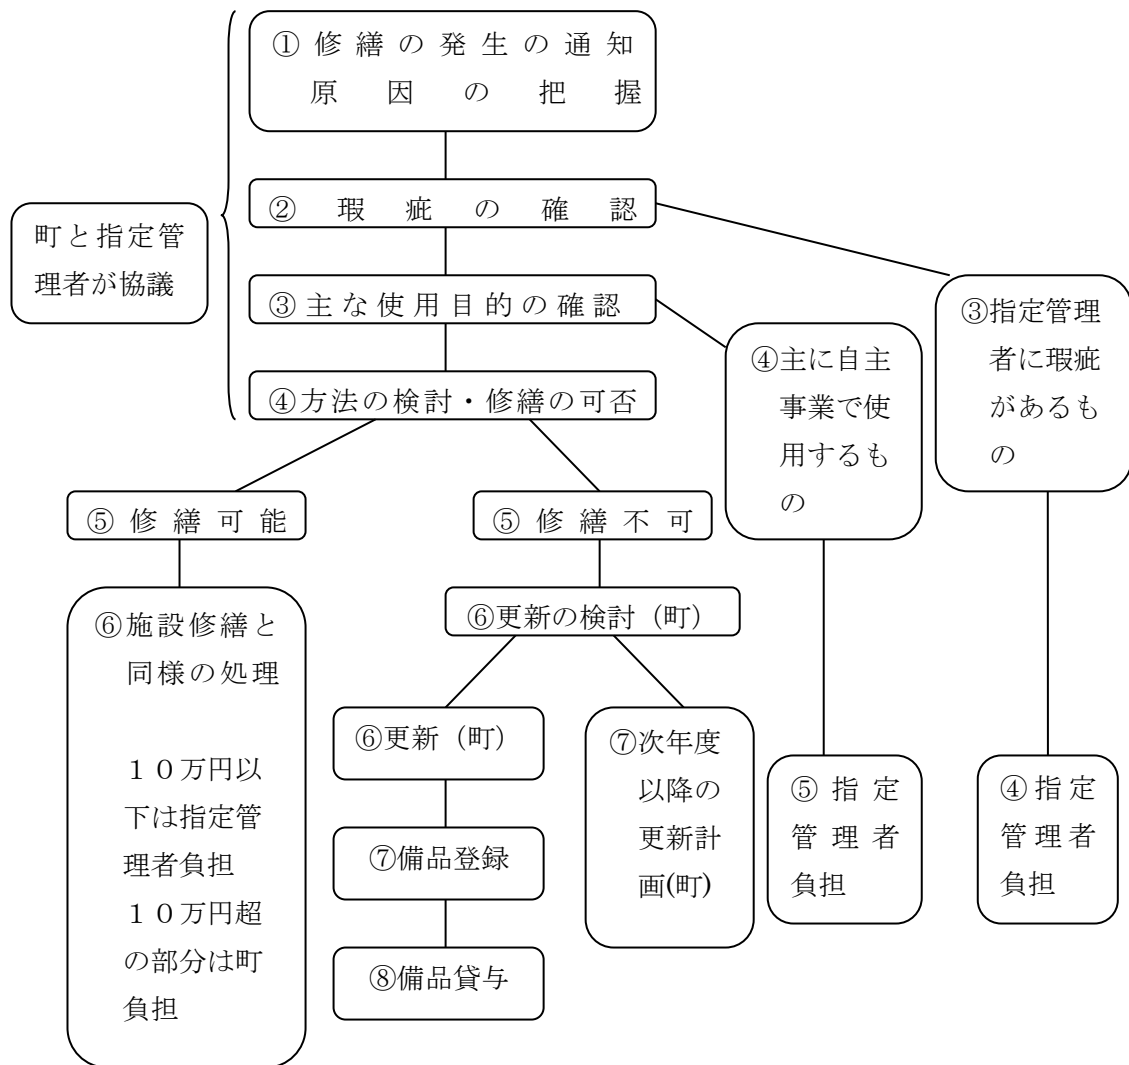 ①修繕の発生の通知
原因の把握
②瑕疵の確認
町と指定管
理者が協議
③主な使用目的の確認
④方法の検討・修繕の可否
③指定管理
者に瑕疵
があるも
の
④主に自主
事業で使
用するも
の
⑤修繕可能
⑤修繕不可
⑥施設修繕と
同様の処理
１０万円以
下は指定管
理者負担
１０万円超
の部分は町
負担
⑥更新の検討（町）
⑥更新（町）
⑦備品登録
⑧備品貸与
⑦次年度
以降の
更新計
画(町)
⑤指定
管理者
負担
④指定
管理者
負担